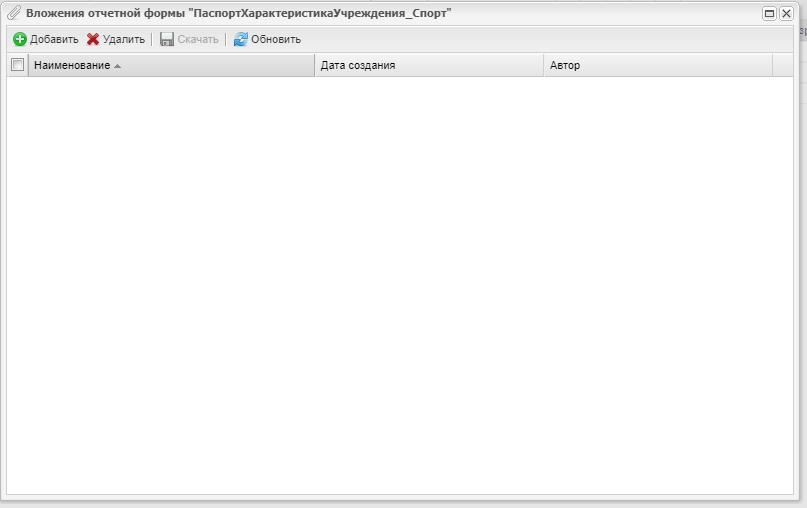 Вложения отчетной формы "ПаспортХарактеристикаУчреждения_Спорт"
Добавить Удалить Скачать Обновить
Наименование Дата создания Автор